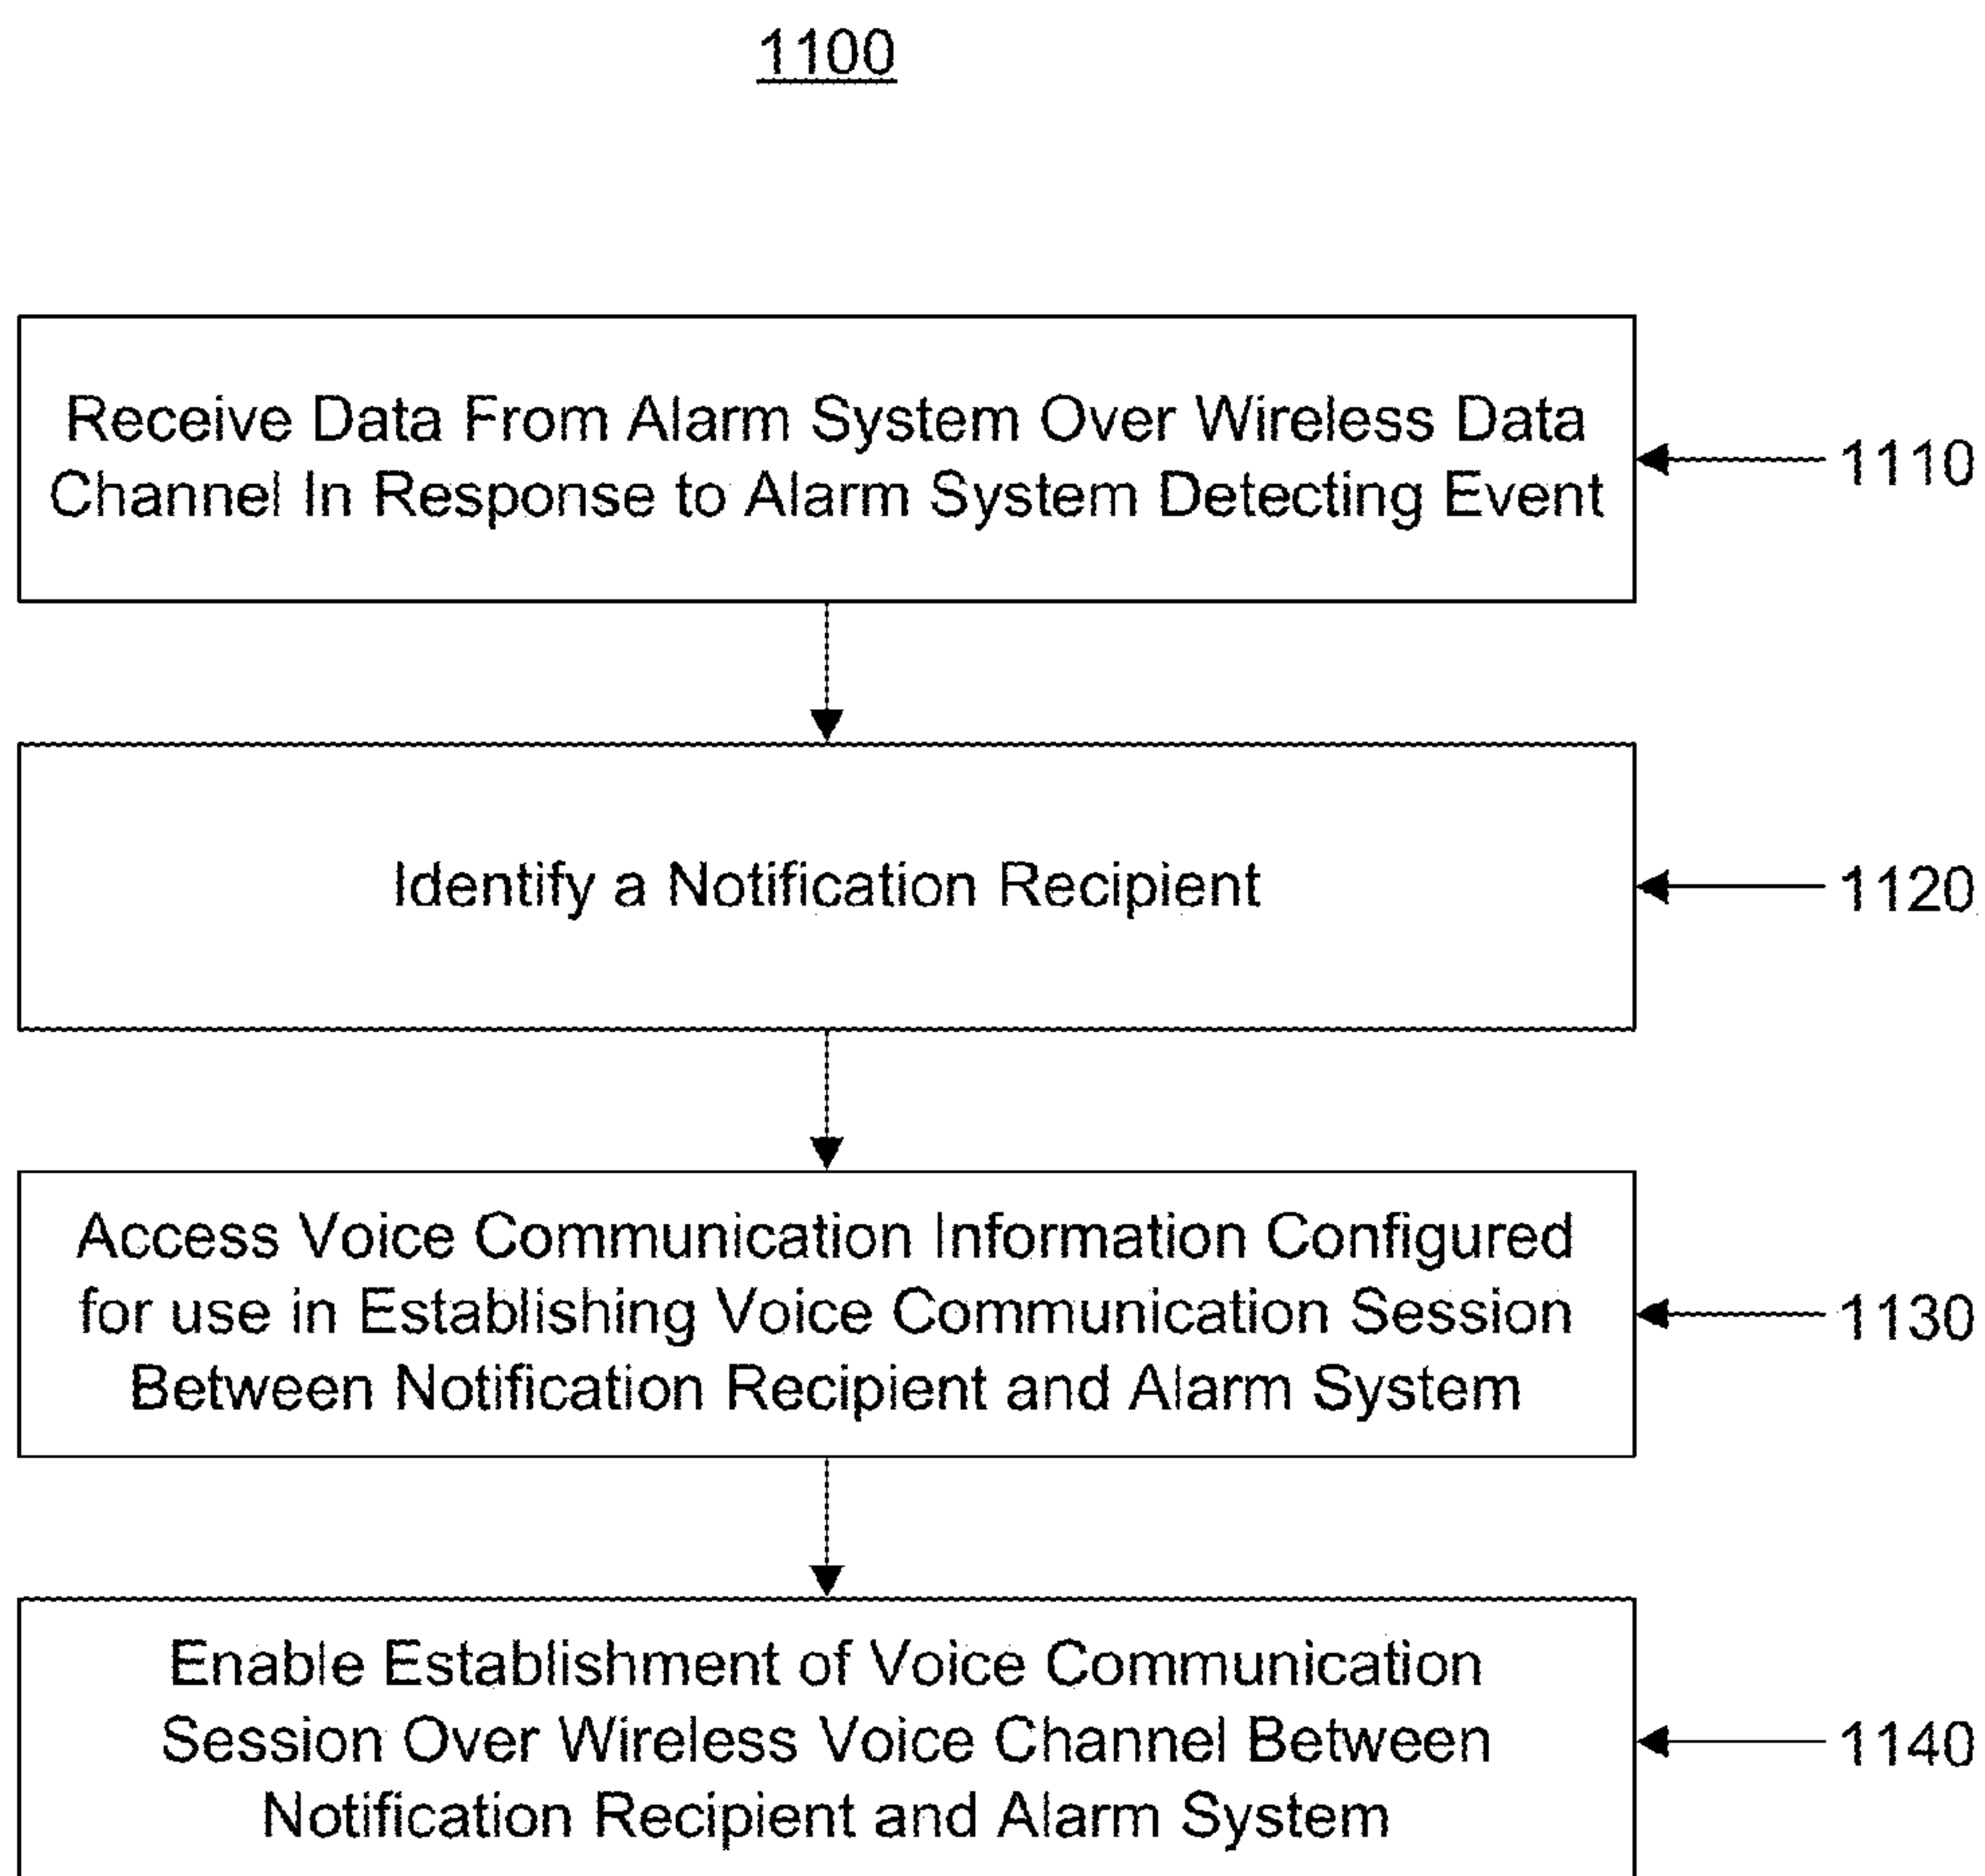 1100
Receive Data From Alarm System Over Wireless Data
Channel In Response to Alarm System Detecting Event
1110
Identify a Notification Recipient
1120
Access Voice Communication Information Configured
for use in Establishing Voice Communication Session
Between Notification Recipient and Alarm System
1130
Enable Establishment of Voice Communication
Session Over Wireless Voice Channel Between
Notification Recipient and Alarm System
1140